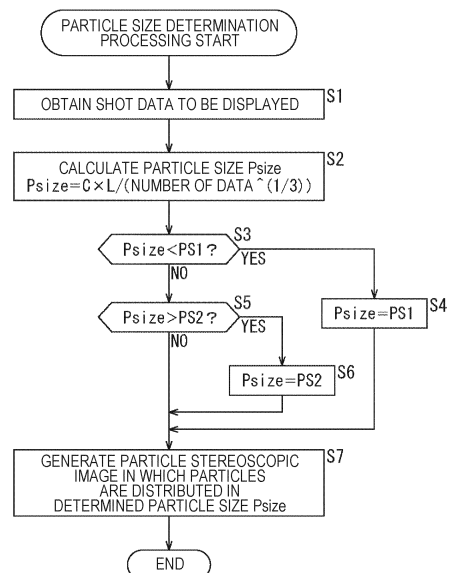 PARTICLE SIZE DETERMINATION
PROCESSING START
OBTAIN SHOT DATA TO BE DISPLAYED
S1
CALCULATE PARTICLE SIZE Psize
Psize=C×L/(NUMBER OF DATA^(1/3))
S2
Psize<PS1?
S3
YES
NO
Psize=PS1
S4
Psize>PS2?
S5
YES
NO
Psize=PS2
S6
GENERATE PARTICLE STEREOSCOPIC
IMAGE IN WHICH PARTICLES
ARE DISTRIBUTED IN
DETERMINED PARTICLE SIZE Psize
S7
END